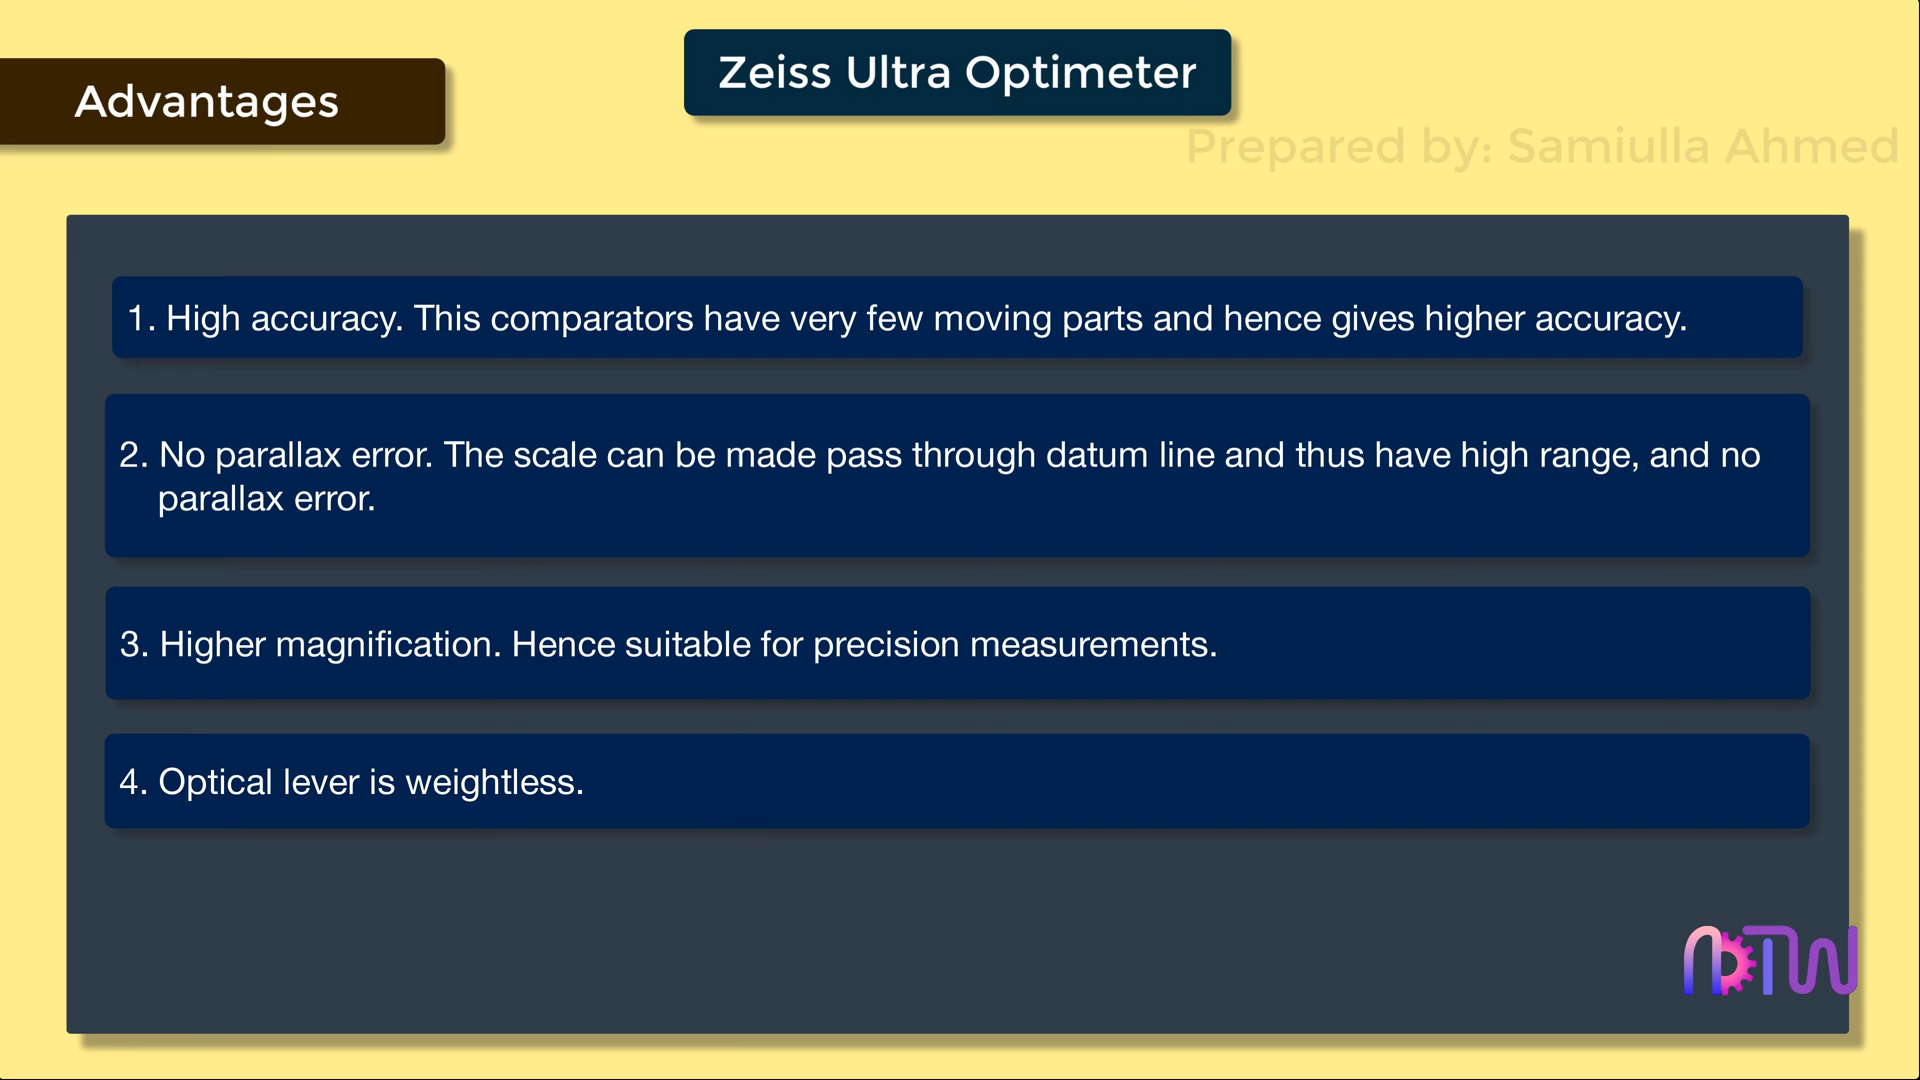 Zeiss Ultra Optimeter
Advantages
Prepared by: Samiulla Ahmed
1. High accuracy. This comparators have very few moving parts and hence gives higher accuracy.
2. No parallax error. The scale can be made pass through datum line and thus have high range, and no
parallax error.
3. Higher magnification. Hence suitable for precision measurements.
4. Optical lever is weightless.